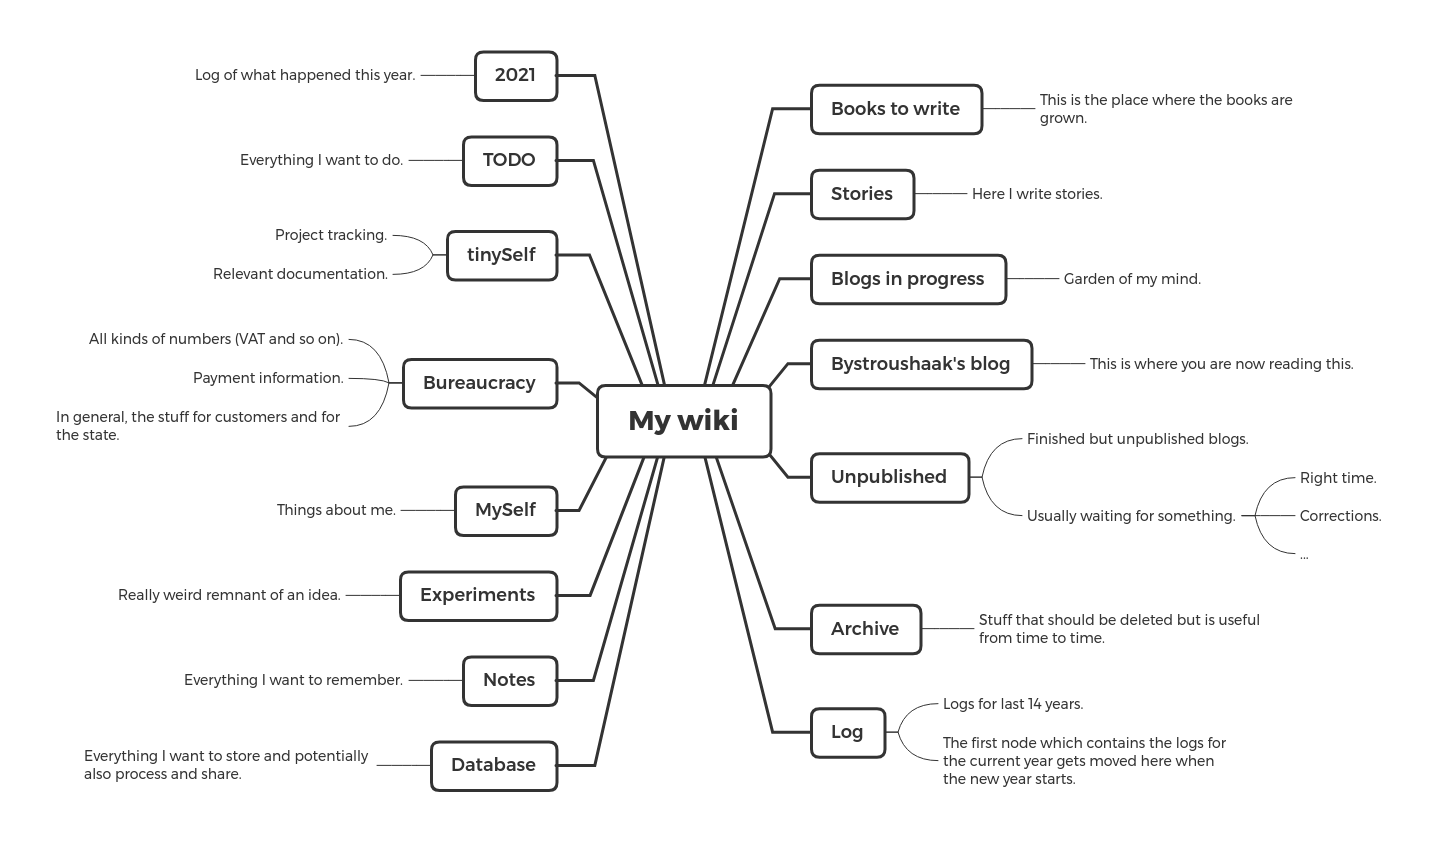 My wiki
2021
Log of what happened this year.
TODO
Everything I want to do.
tinySelf
Project tracking.
Relevant documentation.
Bureaucracy
All kinds of numbers (VAT and so on).
Payment information.
In general, the stuff for customers and for
the state.
MySelf
Things about me.
Experiments
Really weird remnant of an idea.
Notes
Everything I want to remember.
Database
Everything I want to store and potentially
also process and share.
Books to write
This is the place where the books are
grown.
Stories
Here I write stories.
Blogs in progress
Garden of my mind.
Bystroushaak's blog
This is where you are now reading this.
Unpublished
Finished but unpublished blogs.
Usually waiting for something.
Right time.
Corrections.
...
Archive
Stuff that should be deleted but is useful
from time to time.
Log
Logs for last 14 years.
The first node which contains the logs for
the current year gets moved here when
the new year starts.